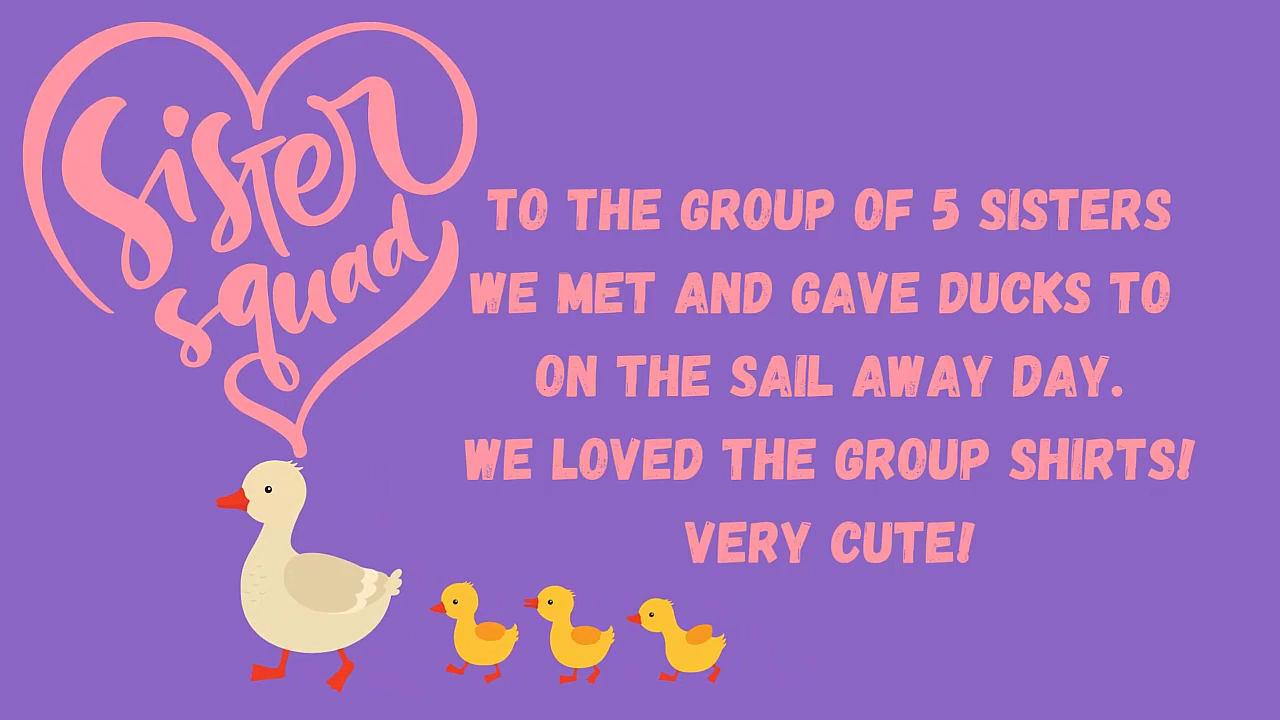 Sister
squad
TO THE GROUP OF 5 SISTERS
WE MET AND GAVE DUCKS TO
ON THE SAIL AWAY DAY.
WE LOVED THE GROUP SHIRTS!
VERY CUTE!